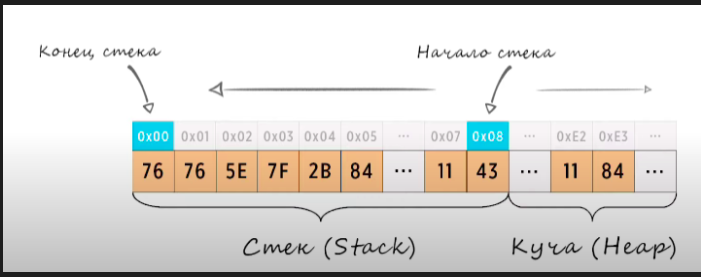 Конец стека
Начало стека
0x00 0x01 0x02 0x03 0x04 0x05 ... 0x07 0x08 ... 0xE2 0xE3 ...
76 76 5E 7F 2B 84 ... 11 43 ... 11 84 ...
Стек (Stack)
Куча (Heap)